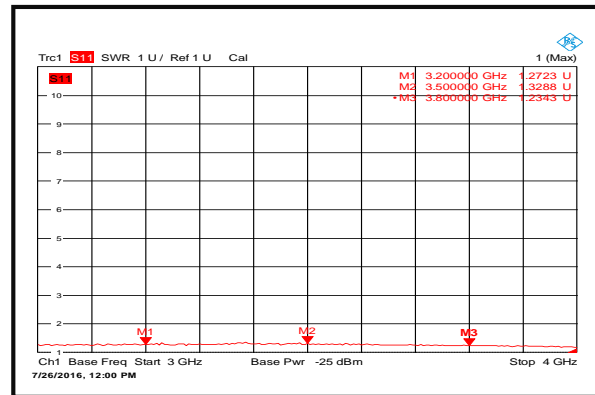 Trc1 S11 SWR 1 U / Ref 1 U Cal 1 (Max)
S11
M1 3.200000 GHz 1.2723 U
M2 3.500000 GHz 1.3288 U
•M3 3.800000 GHz 1.2343 U
10
9
8
7
6
5
4
3
2
M1 M2 M3
1
Ch1 Base Freq Start 3 GHz Base Pwr -25 dBm Stop 4 GHz
7/26/2016, 12:00 PM